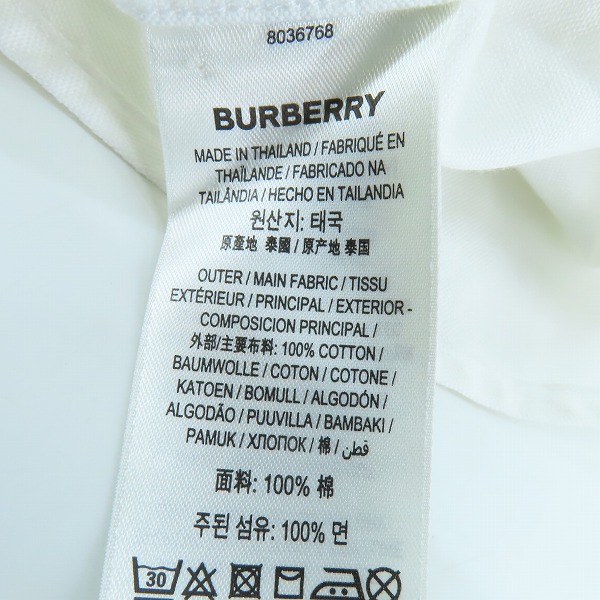 8036768
BURBERRY
MADE IN THAILAND / FABRIQUÉ EN
THAÏLANDE / FABRICADO NA
TAILÂNDIA / HECHO EN TAILANDIA
원산지: 태국
原產地 泰國 / 原产地 泰国
OUTER / MAIN FABRIC / TISSU
EXTÉRIEUR / PRINCIPAL / EXTERIOR -
COMPOSICION PRINCIPAL /
外部/主要布料: 100% COTTON /
BAUMWOLLE / COTON / COTONE /
KATOEN / BOMULL / ALGODÓN /
ALGODÃO / PUUVILLA / BAMBAKI /
PAMUK / ХЛОПОК / 棉 / قطن /
面料: 100% 棉
주된 섬유: 100% 면
30